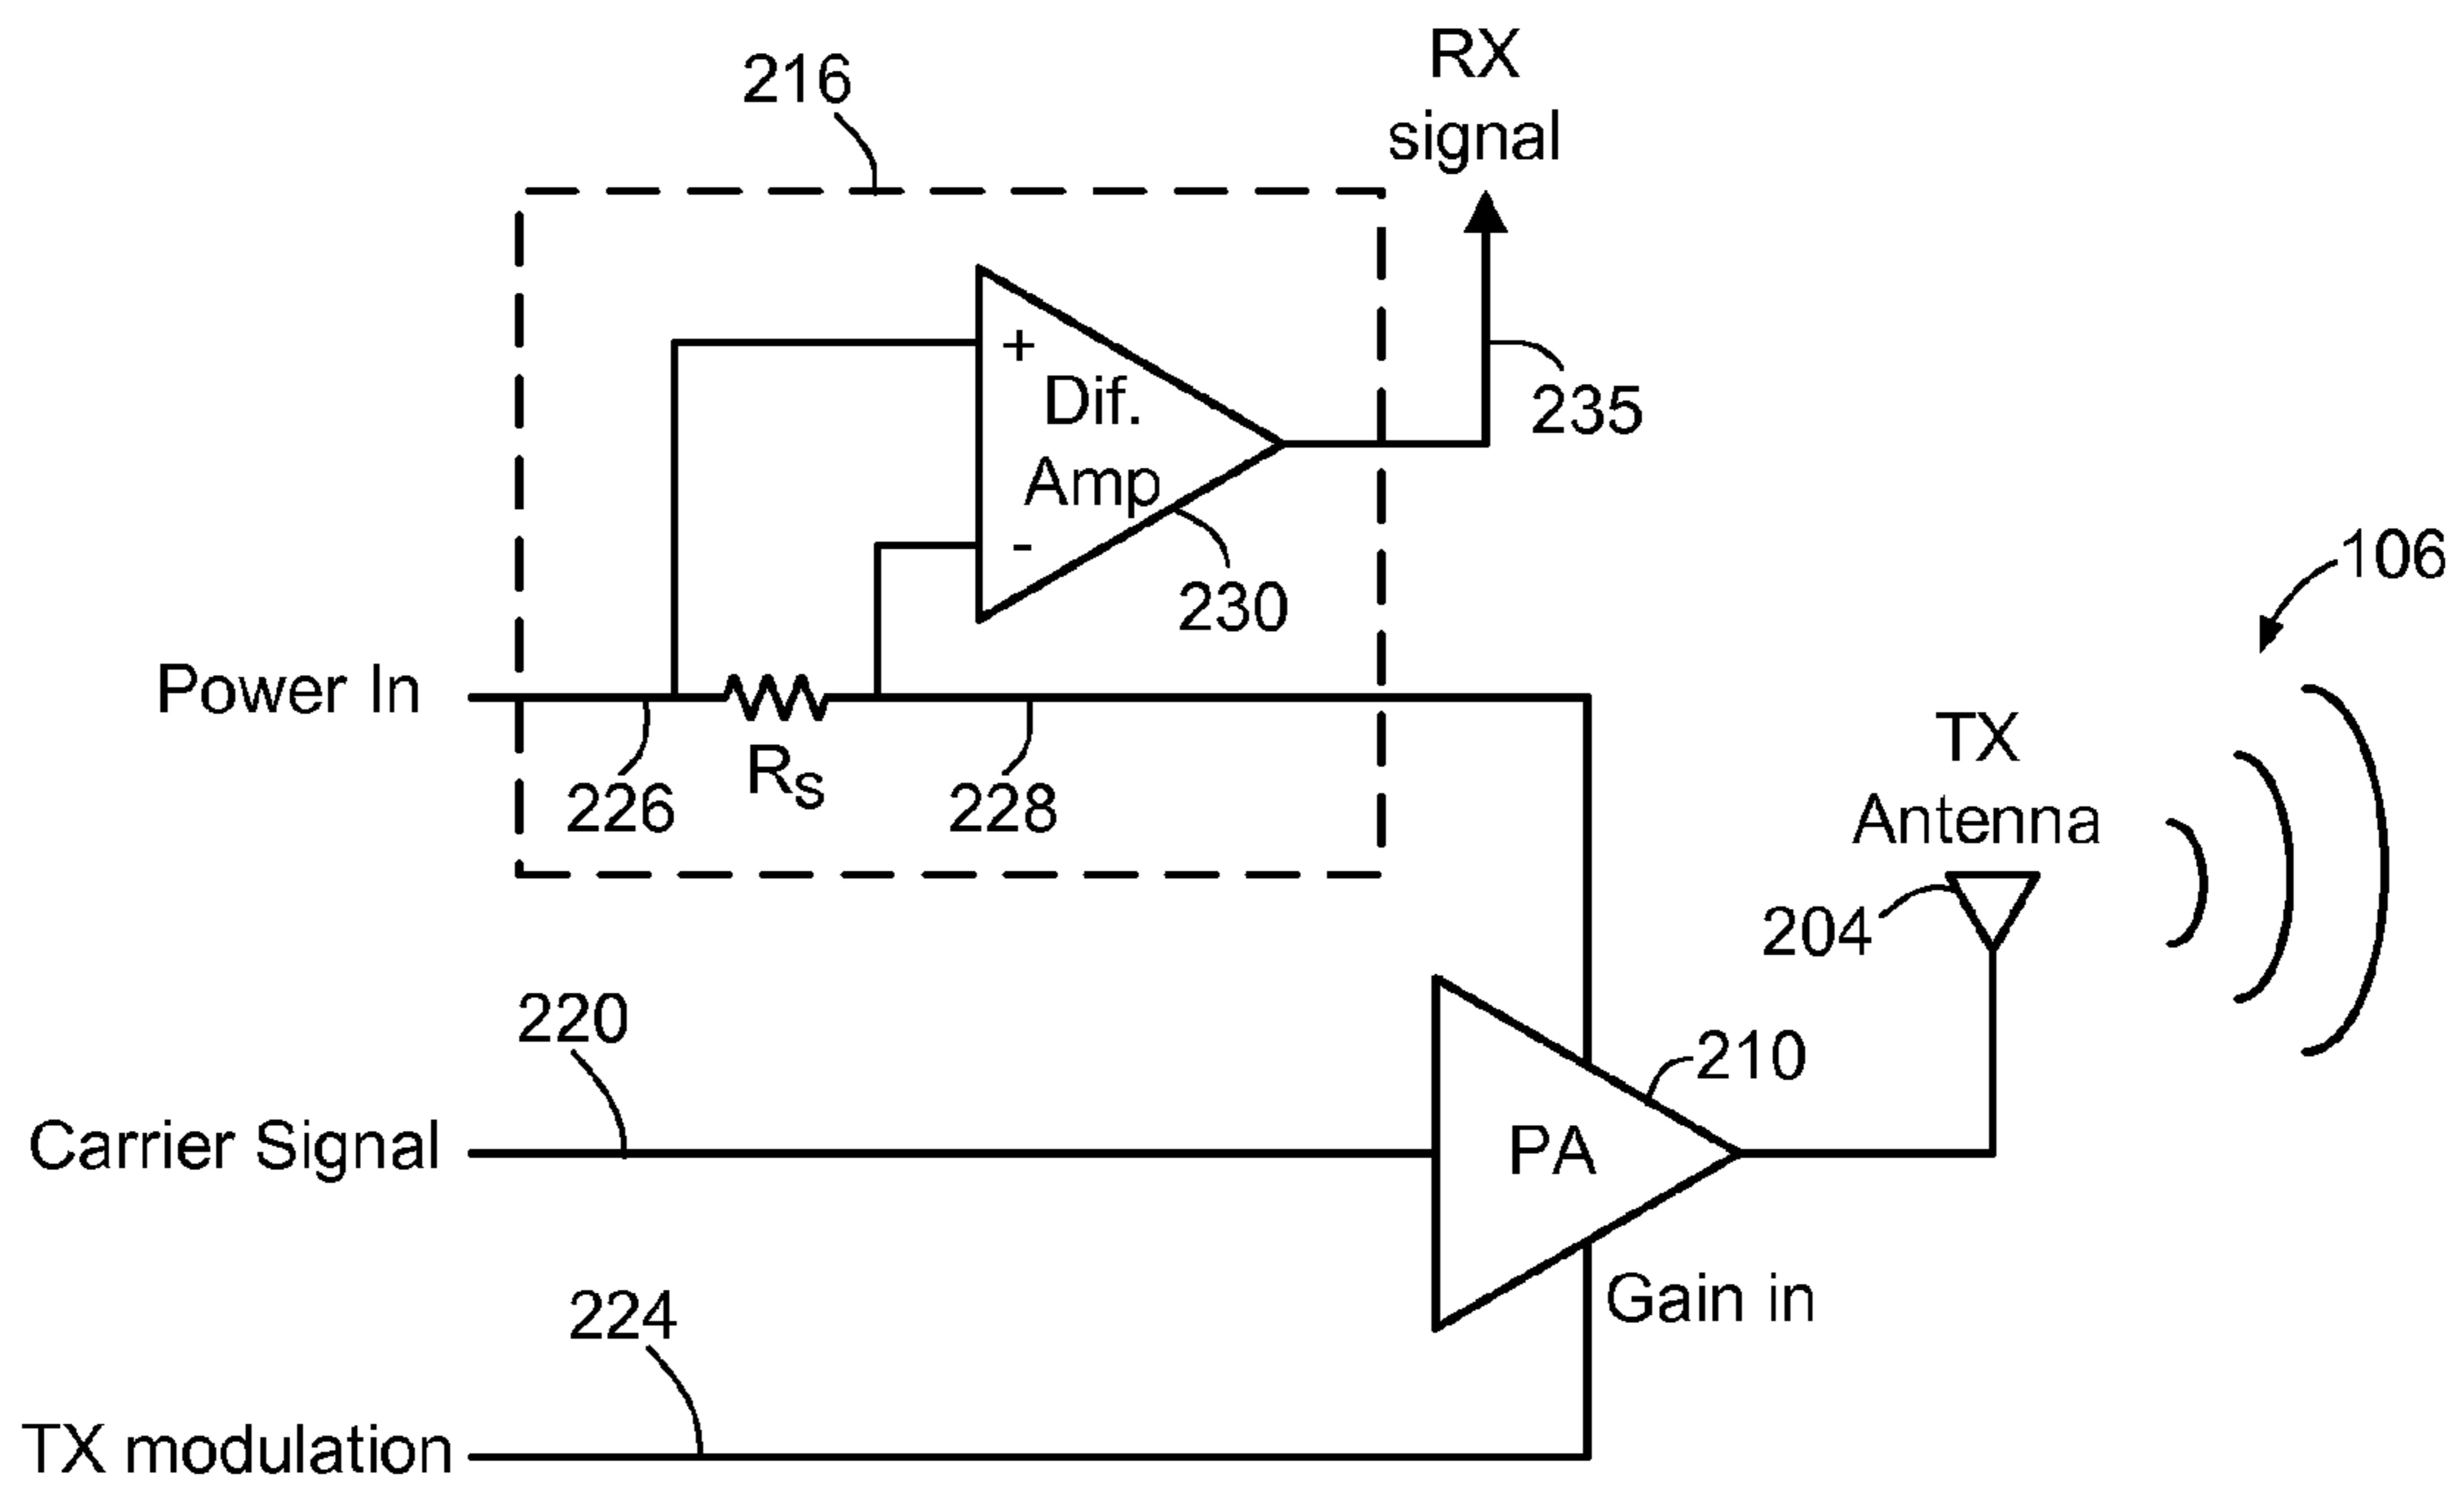 216
RX
signal
+
Dif.
Amp
-
230
235
106
Power In
226
RS
228
TX
Antenna
204
220
210
Carrier Signal
PA
224
Gain in
TX modulation